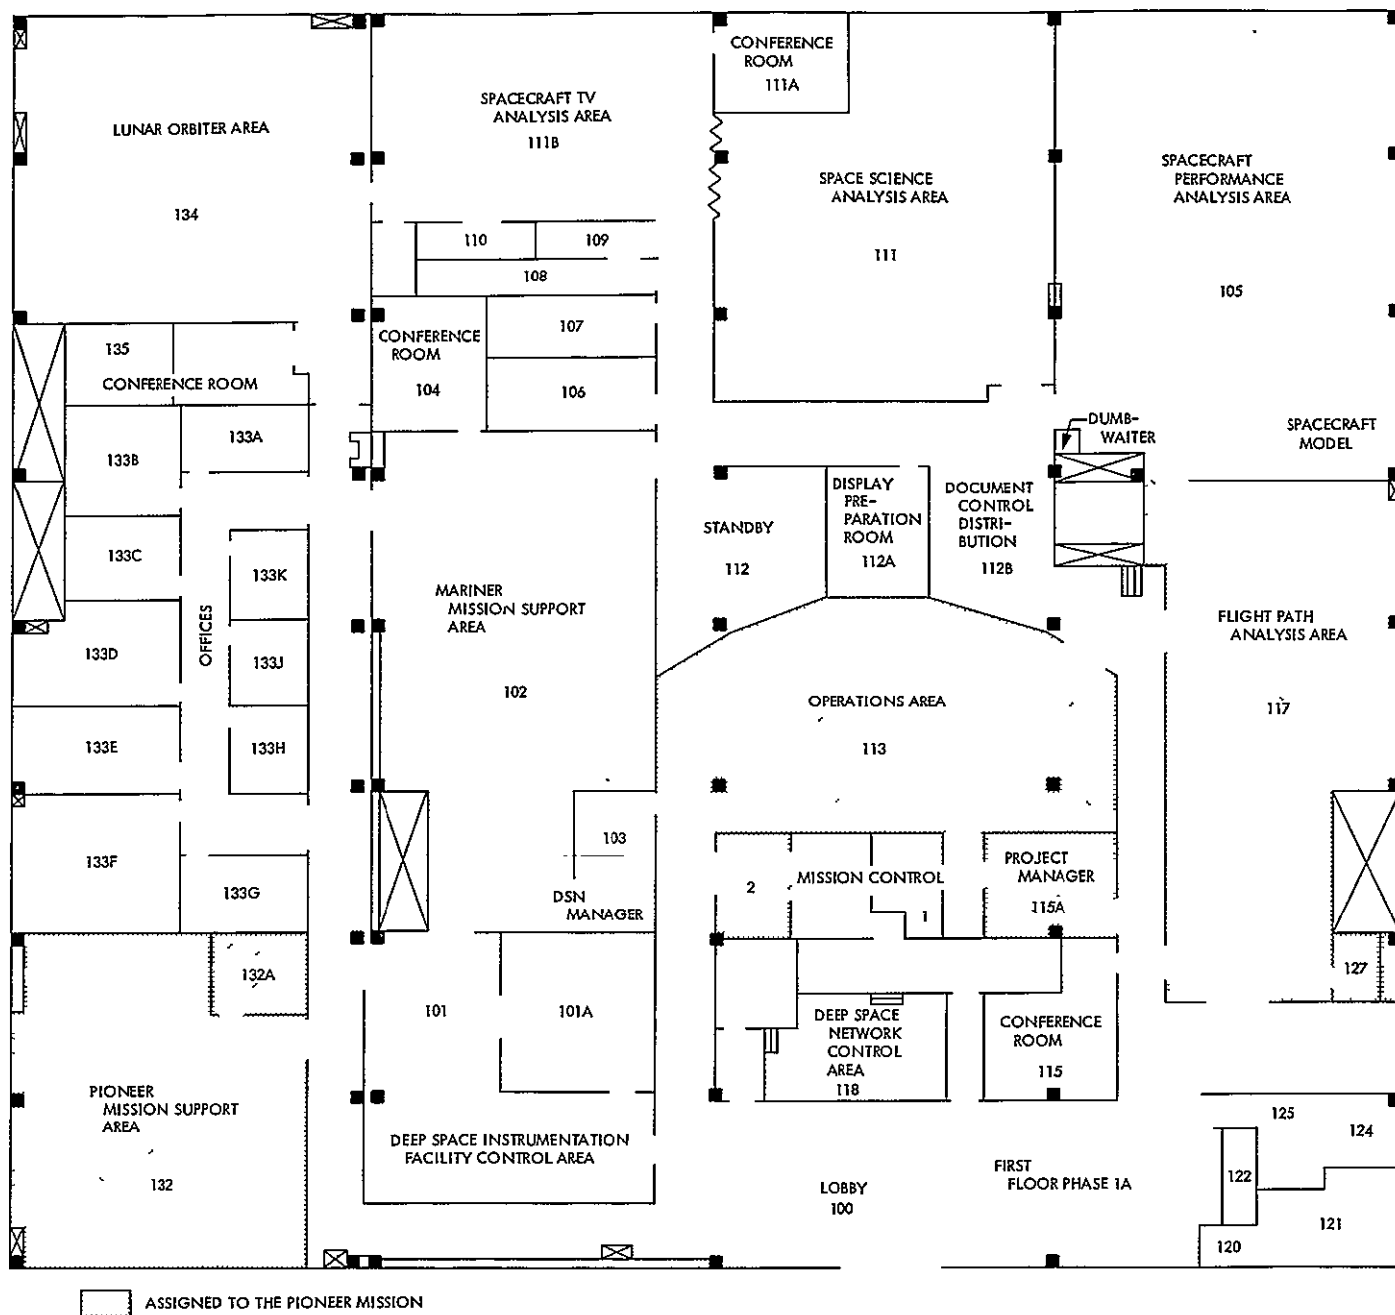 CONFERENCE
ROOM
111A
SPACECRAFT TV
ANALYSIS AREA
111B
LUNAR ORBITER AREA
134
SPACE SCIENCE
ANALYSIS AREA
111
SPACECRAFT
PERFORMANCE
ANALYSIS AREA
105
110
109
108
107
106
CONFERENCE
ROOM
104
135
CONFERENCE ROOM
133A
133B
133C
133K
133D
133J
133E
133H
133F
133G
OFFICES
DUMB-
WAITER
SPACECRAFT
MODEL
STANDBY
112
DISPLAY
PRE-
PARATION
ROOM
112A
DOCUMENT
CONTROL
DISTRI-
BUTION
112B
MARINER
MISSION SUPPORT
AREA
102
FLIGHT PATH
ANALYSIS AREA
117
OPERATIONS AREA
113
103
DSN
MANAGER
2
MISSION CONTROL
1
PROJECT
MANAGER
115A
132A
101
101A
127
DEEP SPACE
NETWORK
CONTROL
AREA
118
CONFERENCE
ROOM
115
PIONEER
MISSION SUPPORT
AREA
132
DEEP SPACE INSTRUMENTATION
FACILITY CONTROL AREA
LOBBY
100
FIRST
FLOOR PHASE 1A
125
124
122
121
120
ASSIGNED TO THE PIONEER MISSION